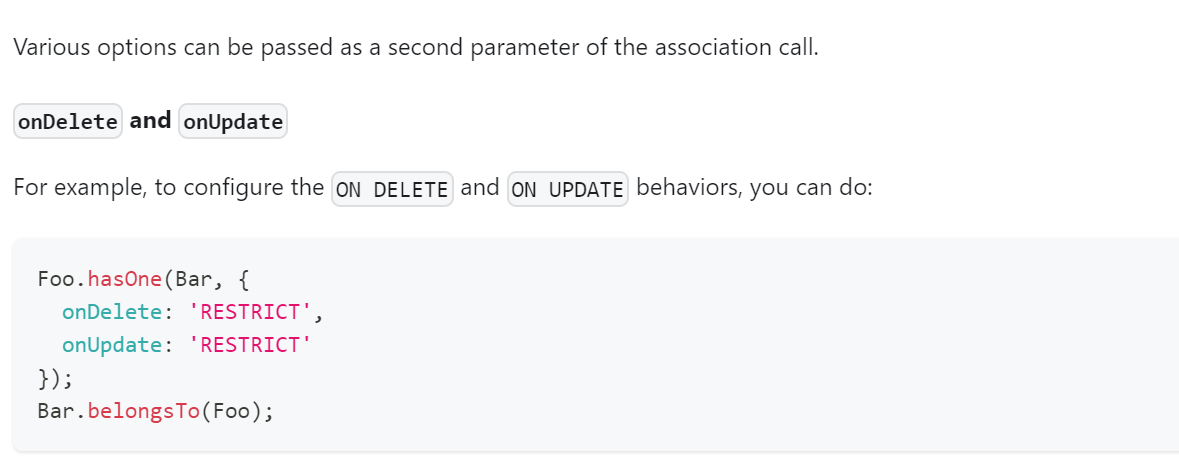 Various options can be passed as a second parameter of the association call.
onDelete and onUpdate
For example, to configure the ON DELETE and ON UPDATE behaviors, you can do:
Foo.hasOne(Bar, {
  onDelete: 'RESTRICT',
  onUpdate: 'RESTRICT'
});
Bar.belongsTo(Foo);